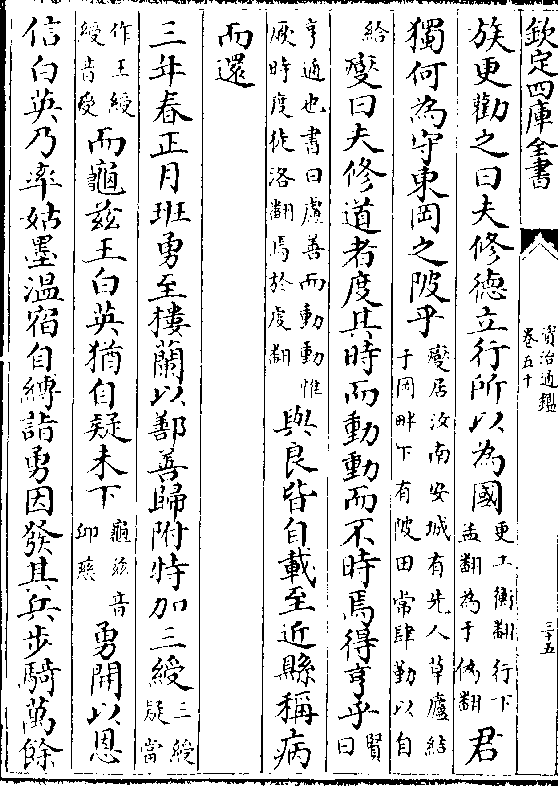 欽定四庫全書
資治通鑑
卷五十
三十五
族更勸之曰夫修德立行所以為國更工衡翻行下孟翻為于偽翻君
獨何為守東岡之陂乎燮居汝南安城有先人草廬結于岡畔下有陂田常肆勤以自
給燮曰夫修道者度其時而動動而不時焉得亨乎賢曰
亨通也書曰慮善而動動惟厥時度徒洛翻焉於虔翻與良皆自載至近縣稱病
而還
三年春正月班勇至樓蘭以鄯善歸附特加三綬三綬疑當
作王綬綬音受而龜兹王白英猶自疑未下龜兹音邱慈勇開以恩
信白英乃率姑墨温宿自縛詣勇因發其兵步騎萬餘